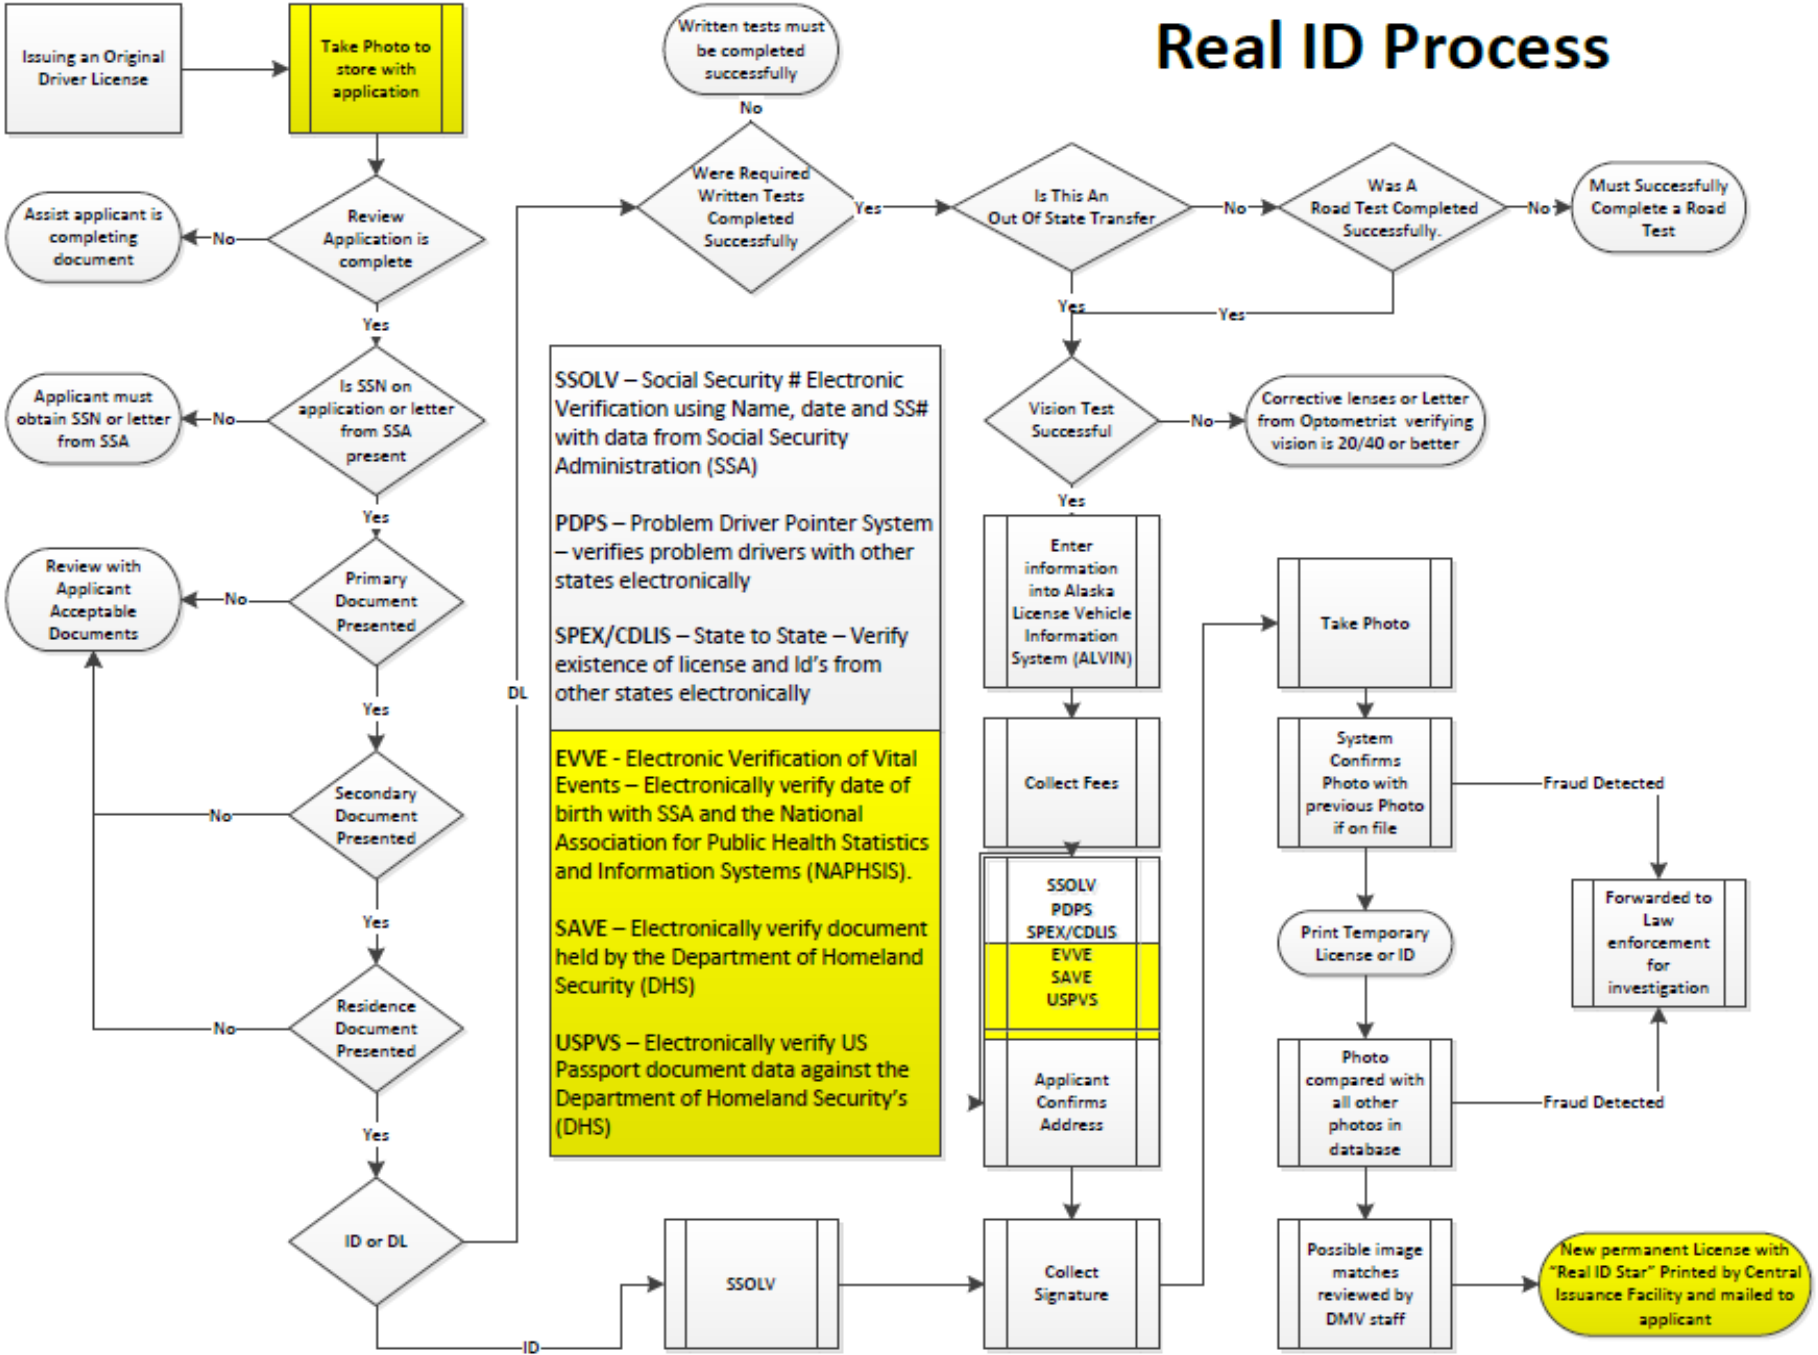 Real ID Process
Issuing an Original
Driver License
Take Photo to
store with
application
Review
Application is
complete
No
Assist applicant is
completing
document
Yes
Is SSN on
application or letter
from SSA
present
No
Applicant must
obtain SSN or letter
from SSA
Yes
Primary
Document
Presented
No
Review with
Applicant
Acceptable
Documents
Yes
Secondary
Document
Presented
No
Yes
Residence
Document
Presented
No
Yes
ID or DL
DL
ID
Written tests must
be completed
successfully
No
Were Required
Written Tests
Completed
Successfully
Yes
Is This An
Out Of State Transfer
No
Was A
Road Test Completed
Successfully.
No
Must Successfully
Complete a Road
Test
Yes
Yes
Vision Test
Successful
No
Corrective lenses or Letter
from Optometrist verifying
vision is 20/40 or better
Yes
SSOLV – Social Security # Electronic
Verification using Name, date and SS#
with data from Social Security
Administration (SSA)
PDPS – Problem Driver Pointer System
– verifies problem drivers with other
states electronically
SPEX/CDLIS – State to State – Verify
existence of license and Id's from
other states electronically
EVVE - Electronic Verification of Vital
Events – Electronically verify date of
birth with SSA and the National
Association for Public Health Statistics
and Information Systems (NAPHSIS).
SAVE – Electronically verify document
held by the Department of Homeland
Security (DHS)
USPVS – Electronically verify US
Passport document data against the
Department of Homeland Security's
(DHS)
Enter
information
into Alaska
License Vehicle
Information
System (ALVIN)
Collect Fees
SSOLV
PDPS
SPEX/CDLIS
EVVE
SAVE
USPVS
Applicant
Confirms
Address
SSOLV
Collect
Signature
Take Photo
System
Confirms
Photo with
previous Photo
if on file
Fraud Detected
Print Temporary
License or ID
Forwarded to
Law
enforcement
for
investigation
Photo
compared with
all other
photos in
database
Fraud Detected
Possible image
matches
reviewed by
DMV staff
New permanent License with
"Real ID Star" Printed by Central
Issuance Facility and mailed to
applicant